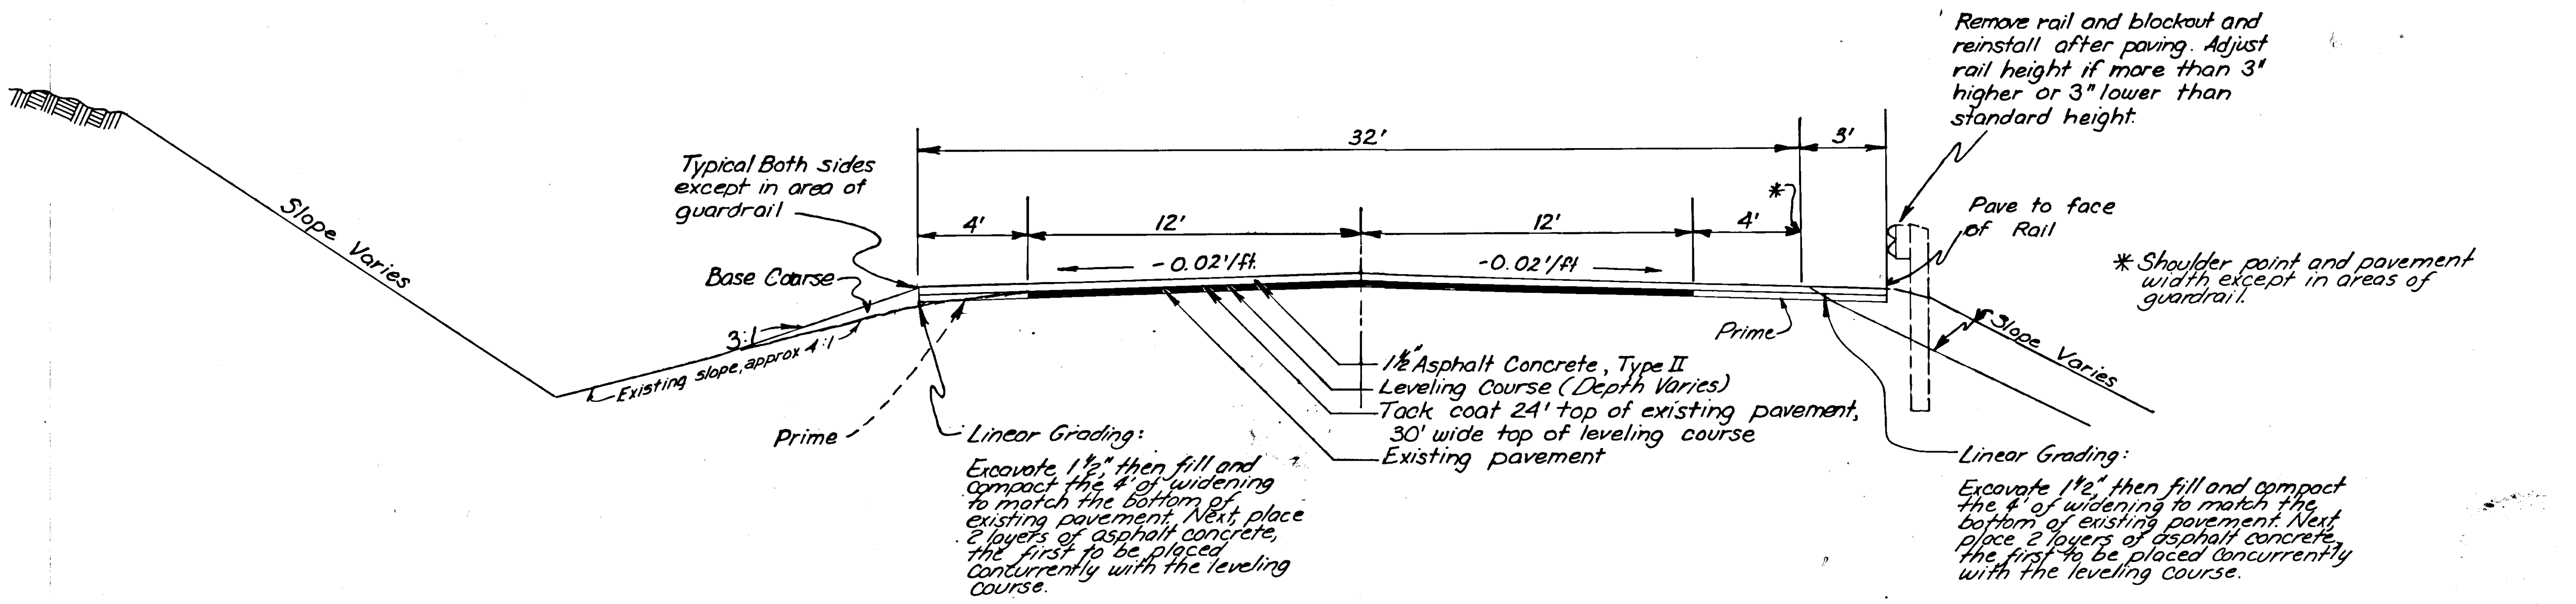 Remove rail and blockout and
reinstall after paving. Adjust
rail height if more than 3"
higher or 3" lower than
standard height.
32'
3'
Typical Both sides
except in area of
guardrail
*
4'
12'
12'
4'
Pave to face
of Rail
Slope Varies
Base Coarse
-0.02'/ft.
-0.02'/ft
* Shoulder point and pavement
width except in areas of
guardrail.
3:1
Existing slope, approx 4:1
Prime
Slope Varies
1½" Asphalt Concrete, Type II
Leveling Course (Depth Varies)
Tack coat 24' top of existing pavement,
30' wide top of leveling course
Existing pavement
Prime
Linear Grading:
Excavate 1½", then fill and
compact the 4' of widening
to match the bottom of
existing pavement. Next, place
2 layers of asphalt concrete,
the first to be placed
concurrently with the leveling
course.
Linear Grading:
Excavate 1½", then fill and compact
the 4' of widening to match the
bottom of existing pavement. Next,
place 2 layers of asphalt concrete,
the first to be placed concurrently
with the leveling course.